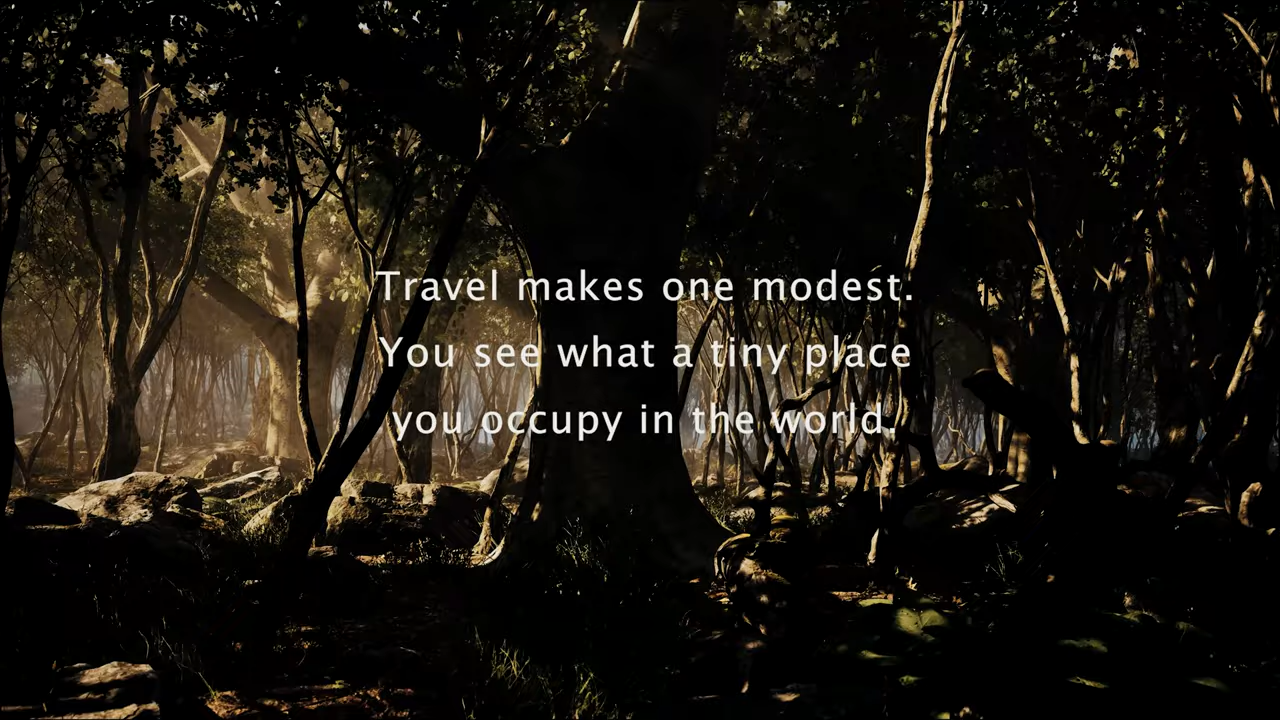 Travel makes one modest.
You see what a tiny place
you occupy in the world.